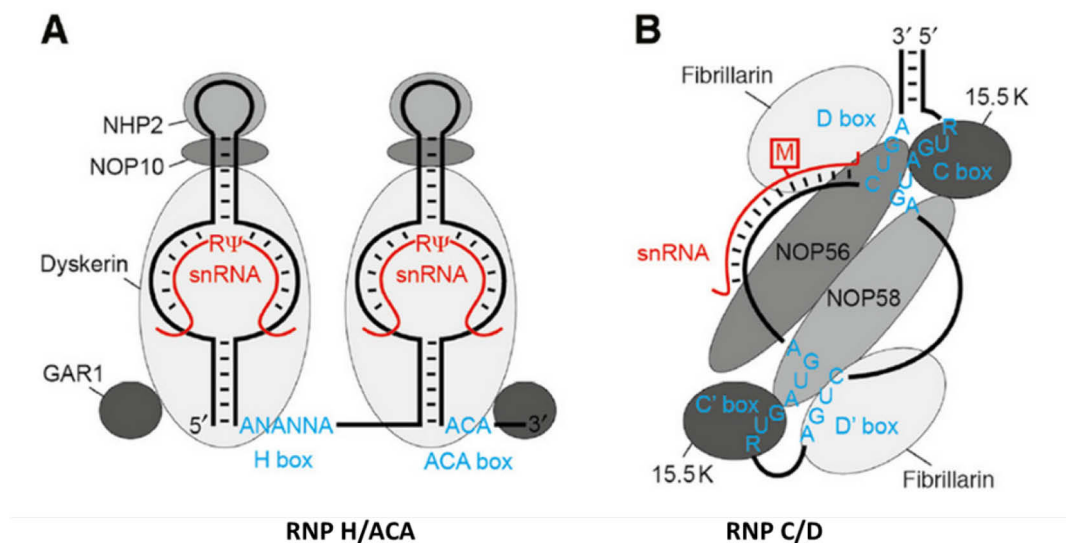 A
NHP2
NOP10
Dyskerin
GAR1
RΨ
snRNA
RΨ
snRNA
5′
ANANNA
ACA
3′
H box
ACA box
RNP H/ACA
B
3′ 5′
Fibrillarin
15.5 K
D box
A
G
U
C
R
U
G
A
U
G
A
C box
M
snRNA
NOP56
NOP58
A
G
U
A
G
U
R
C' box
C
U
G
A
D' box
15.5 K
Fibrillarin
RNP C/D